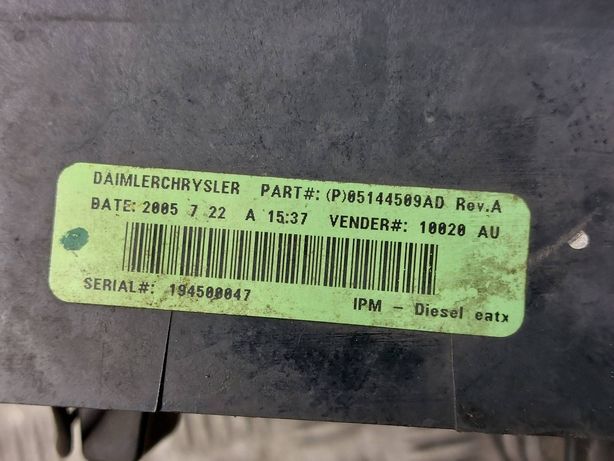 DAIMLERCHRYSLER PART#: (P)05144509AD Rev.A
DATE: 2005 7 22 A 15:37 VENDER#: 10020 AU
SERIAL#: 194500047 IPM - Diesel eatx